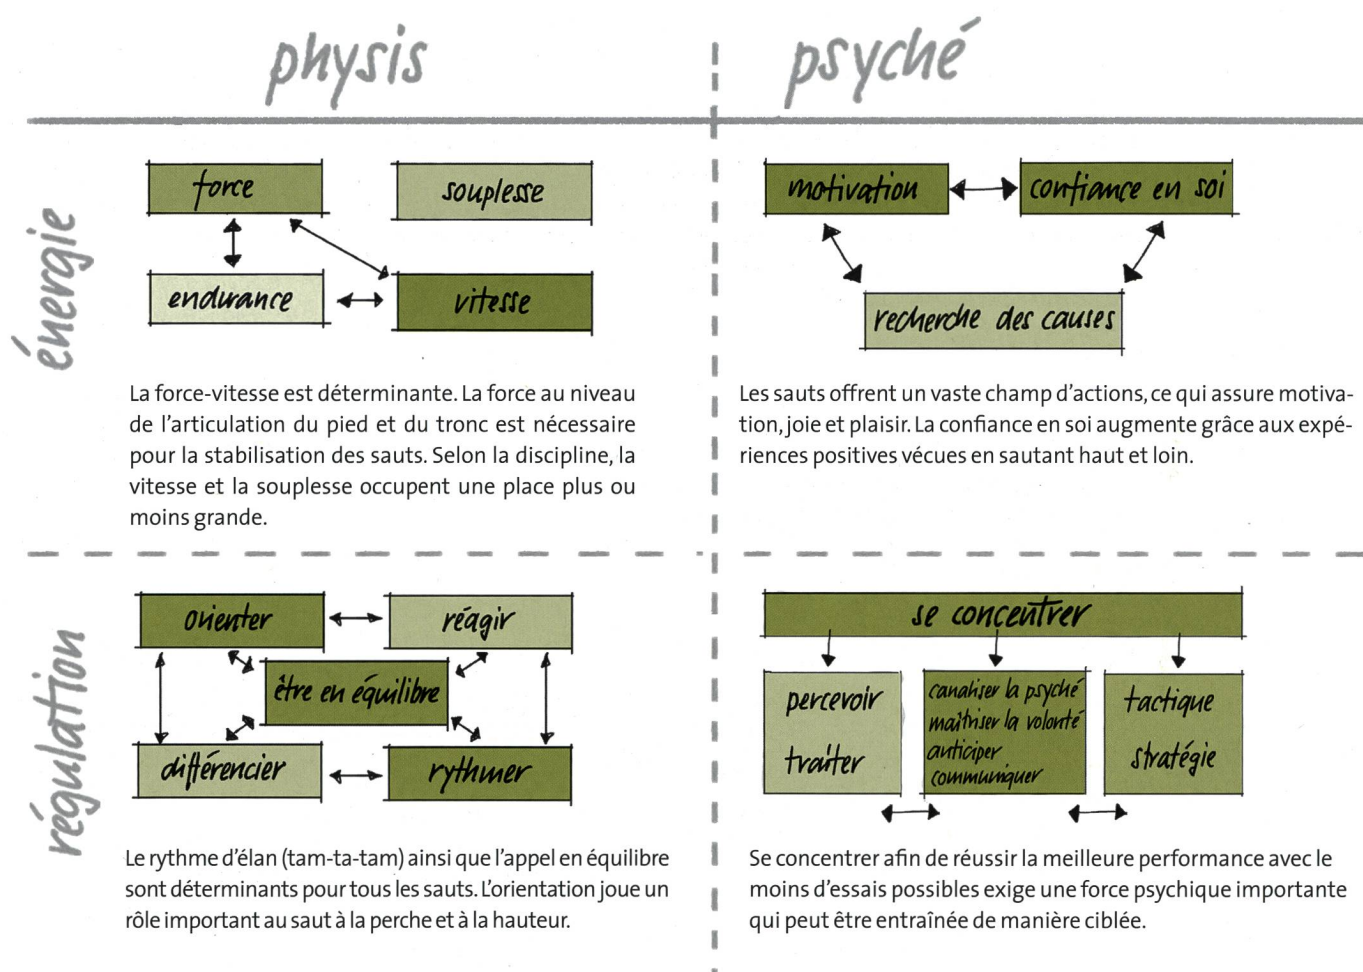 physis
psyché
énergie
force
souplesse
endurance
vitesse
La force-vitesse est déterminante. La force au niveau
de l’articulation du pied et du tronc est nécessaire
pour la stabilisation des sauts. Selon la discipline, la
vitesse et la souplesse occupent une place plus ou
moins grande.
motivation
confiance en soi
recherche des causes
Les sauts offrent un vaste champ d’actions, ce qui assure motiva-
tion, joie et plaisir. La confiance en soi augmente grâce aux expé-
riences positives vécues en sautant haut et loin.
régulation
orienter
réagir
être en équilibre
différencier
rythmer
Le rythme d’élan (tam-ta-tam) ainsi que l’appel en équilibre
sont déterminants pour tous les sauts. L’orientation joue un
rôle important au saut à la perche et à la hauteur.
se concentrer
percevoir
traiter
canaliser la psyché
maîtriser la volonté
anticiper
communiquer
tactique
stratégie
Se concentrer afin de réussir la meilleure performance avec le
moins d’essais possibles exige une force psychique importante
qui peut être entraînée de manière ciblée.